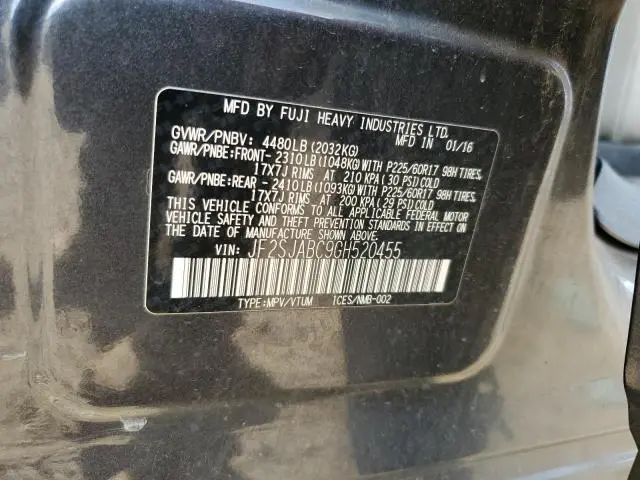 MFD BY FUJI HEAVY INDUSTRIES LTD.
GVWR/PNBV: 4480LB(2032KG) MFD IN 01/16
GAWR/PNBE:FRONT- 2310LB(1048KG)WITH P225/60R17 98H TIRES,
17X7J RIMS AT 210 KPA(30 PSI)COLD
GAWR/PNBE:REAR - 2410LB(1093KG)WITH P225/60R17 98H TIRES,
17X7J RIMS AT 200 KPA(29 PSI)COLD
THIS VEHICLE CONFORMS TO ALL APPLICABLE FEDERAL MOTOR
VEHICLE SAFETY AND THEFT PREVENTION STANDARDS IN EFFECT ON
THE DATE OF MANUFACTURE SHOWN ABOVE.
VIN: JF2SJABC9GH520455
TYPE:MPV/VTUM 1CES/NMB-002